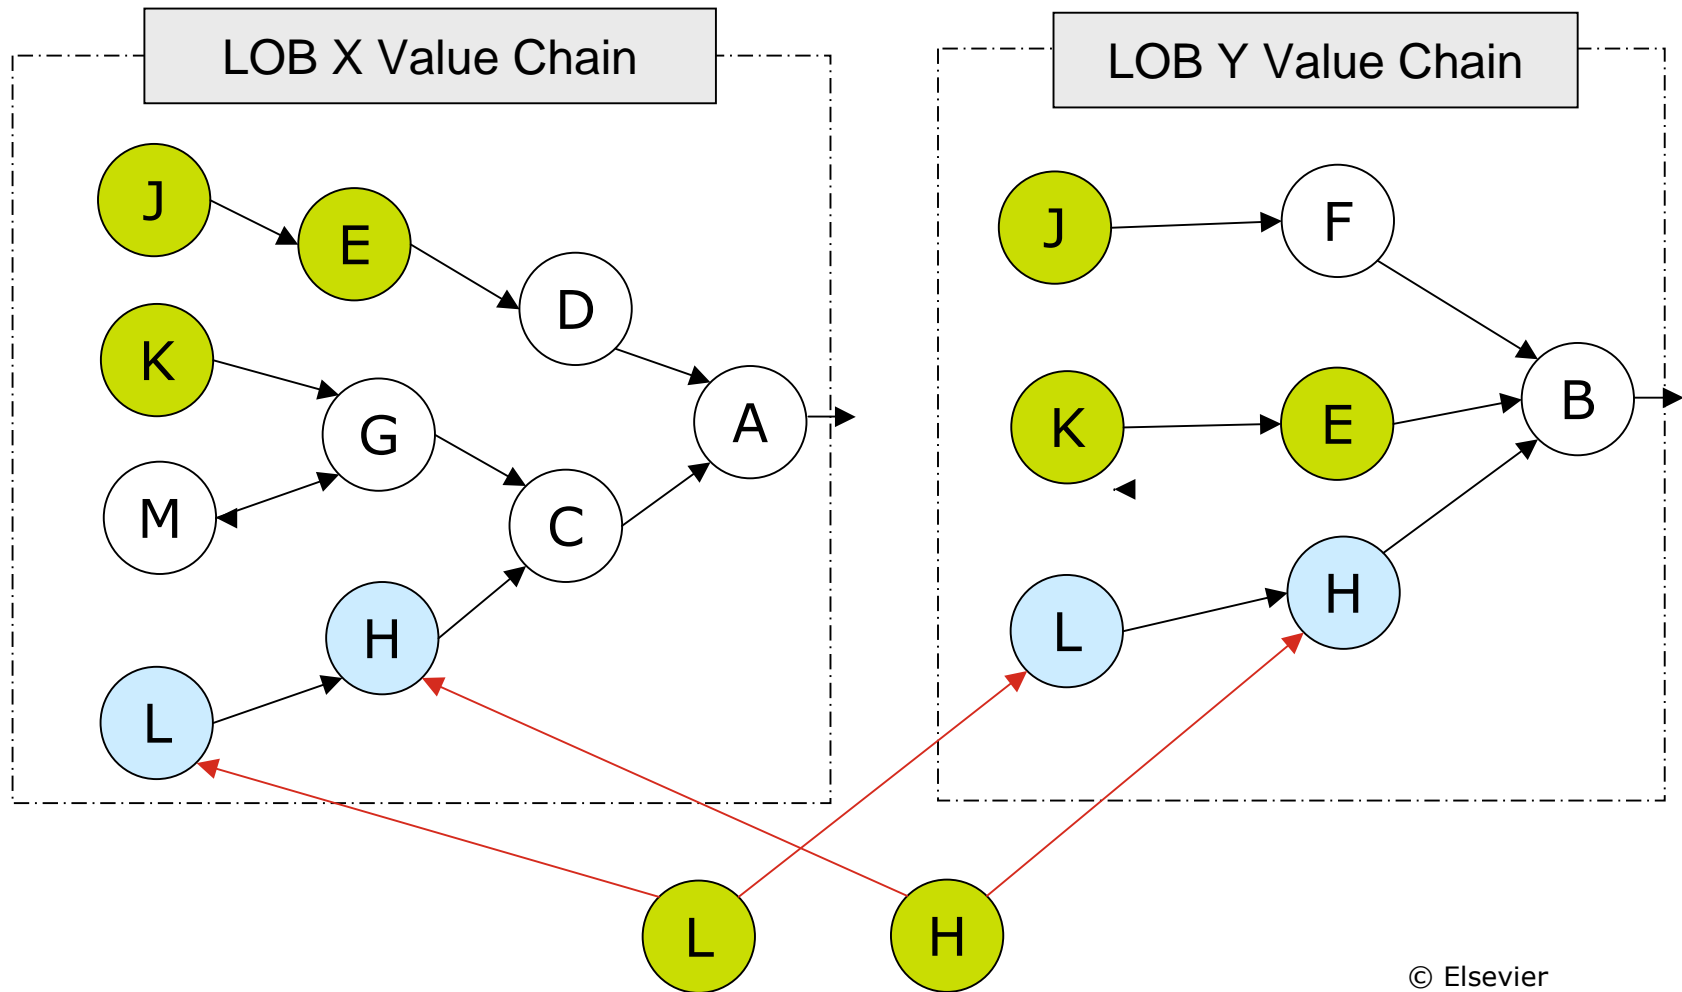 LOB X Value Chain
LOB Y Value Chain
J
E
D
K
G
A
M
C
H
L
J
F
K
E
B
L
H
L
H
© Elsevier